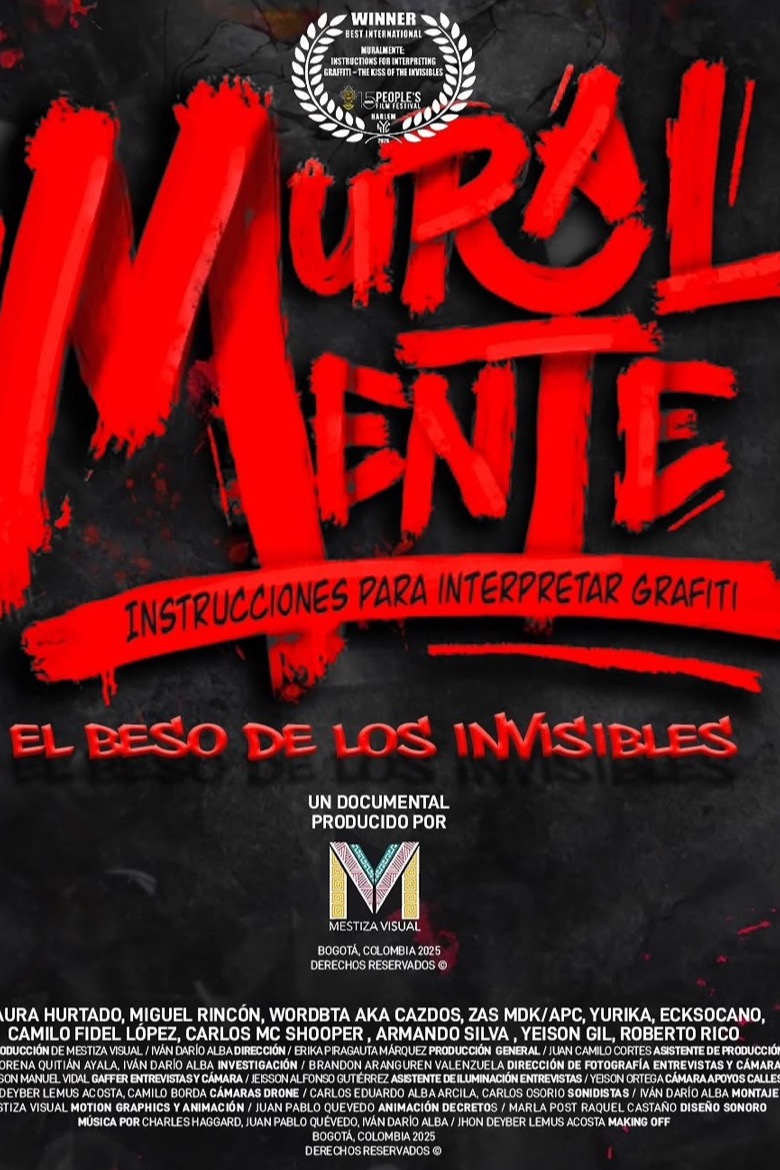 WINNER
BEST INTERNATIONAL
MURALMENTE:
INSTRUCTIONS FOR INTERPRETING
GRAFFITI – THE KISS OF THE INVISIBLES
15 PEOPLE'S
FILM FESTIVAL
HARLEM
NYC
2026
MURAL
MENTE
INSTRUCCIONES PARA INTERPRETAR GRAFITI
EL BESO DE LOS INVISIBLES
UN DOCUMENTAL
PRODUCIDO POR
MESTIZA VISUAL
BOGOTÁ, COLOMBIA 2025
DERECHOS RESERVADOS ©
AURA HURTADO, MIGUEL RINCÓN, WORDBTA AKA CAZDOS, ZAS MDK/APC, YURIKA, ECKSOCANO,
CAMILO FIDEL LÓPEZ, CARLOS MC SHOOPER , ARMANDO SILVA , YEISON GIL, ROBERTO RICO
ODUCCIÓN DE MESTIZA VISUAL / IVÁN DARÍO ALBA DIRECCIÓN / ERIKA PIRAGAUTA MÁRQUEZ PRODUCCIÓN GENERAL / JUAN CAMILO CORTES ASISTENTE DE PRODUCCIÓN
ORENA QUITIÁN AYALA, IVÁN DARÍO ALBA INVESTIGACIÓN / BRANDON ARANGUREN VALENZUELA DIRECCIÓN DE FOTOGRAFÍA ENTREVISTAS Y CÁMARA
SON MANUEL VIDAL GAFFER ENTREVISTAS Y CÁMARA / JEISSON ALFONSO GUTIÉRREZ ASISTENTE DE ILUMINACIÓN ENTREVISTAS / YEISON ORTEGA CÁMARA APOYOS CALLES
DEYBER LEMUS ACOSTA, CAMILO BORDA CÁMARAS DRONE / CARLOS EDUARDO ALBA ARCILA, CARLOS OSORIO SONIDISTAS / IVÁN DARÍO ALBA MONTAJE
STIZA VISUAL MOTION GRAPHICS Y ANIMACIÓN / JUAN PABLO QUEVEDO ANIMACIÓN DECRETOS / MARLA POST RAQUEL CASTAÑO DISEÑO SONORO
MÚSICA POR CHARLES HAGGARD, JUAN PABLO QUÉVEDO, IVÁN DARÍO ALBA / JHON DEYBER LEMUS ACOSTA MAKING OFF
BOGOTÁ, COLOMBIA 2025
DERECHOS RESERVADOS ©